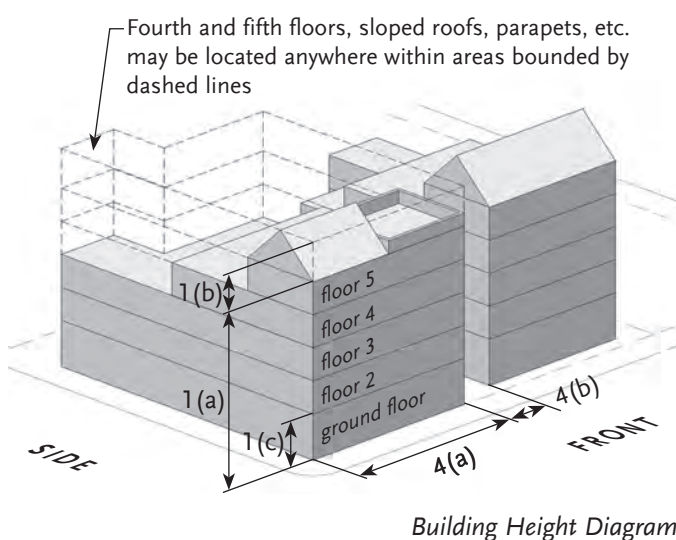 Fourth and fifth floors, sloped roofs, parapets, etc.
may be located anywhere within areas bounded by
dashed lines
1(b)
floor 5
floor 4
floor 3
1(a)
floor 2
4(b)
1(c)
ground floor
SIDE
4(a)
FRONT
Building Height Diagram